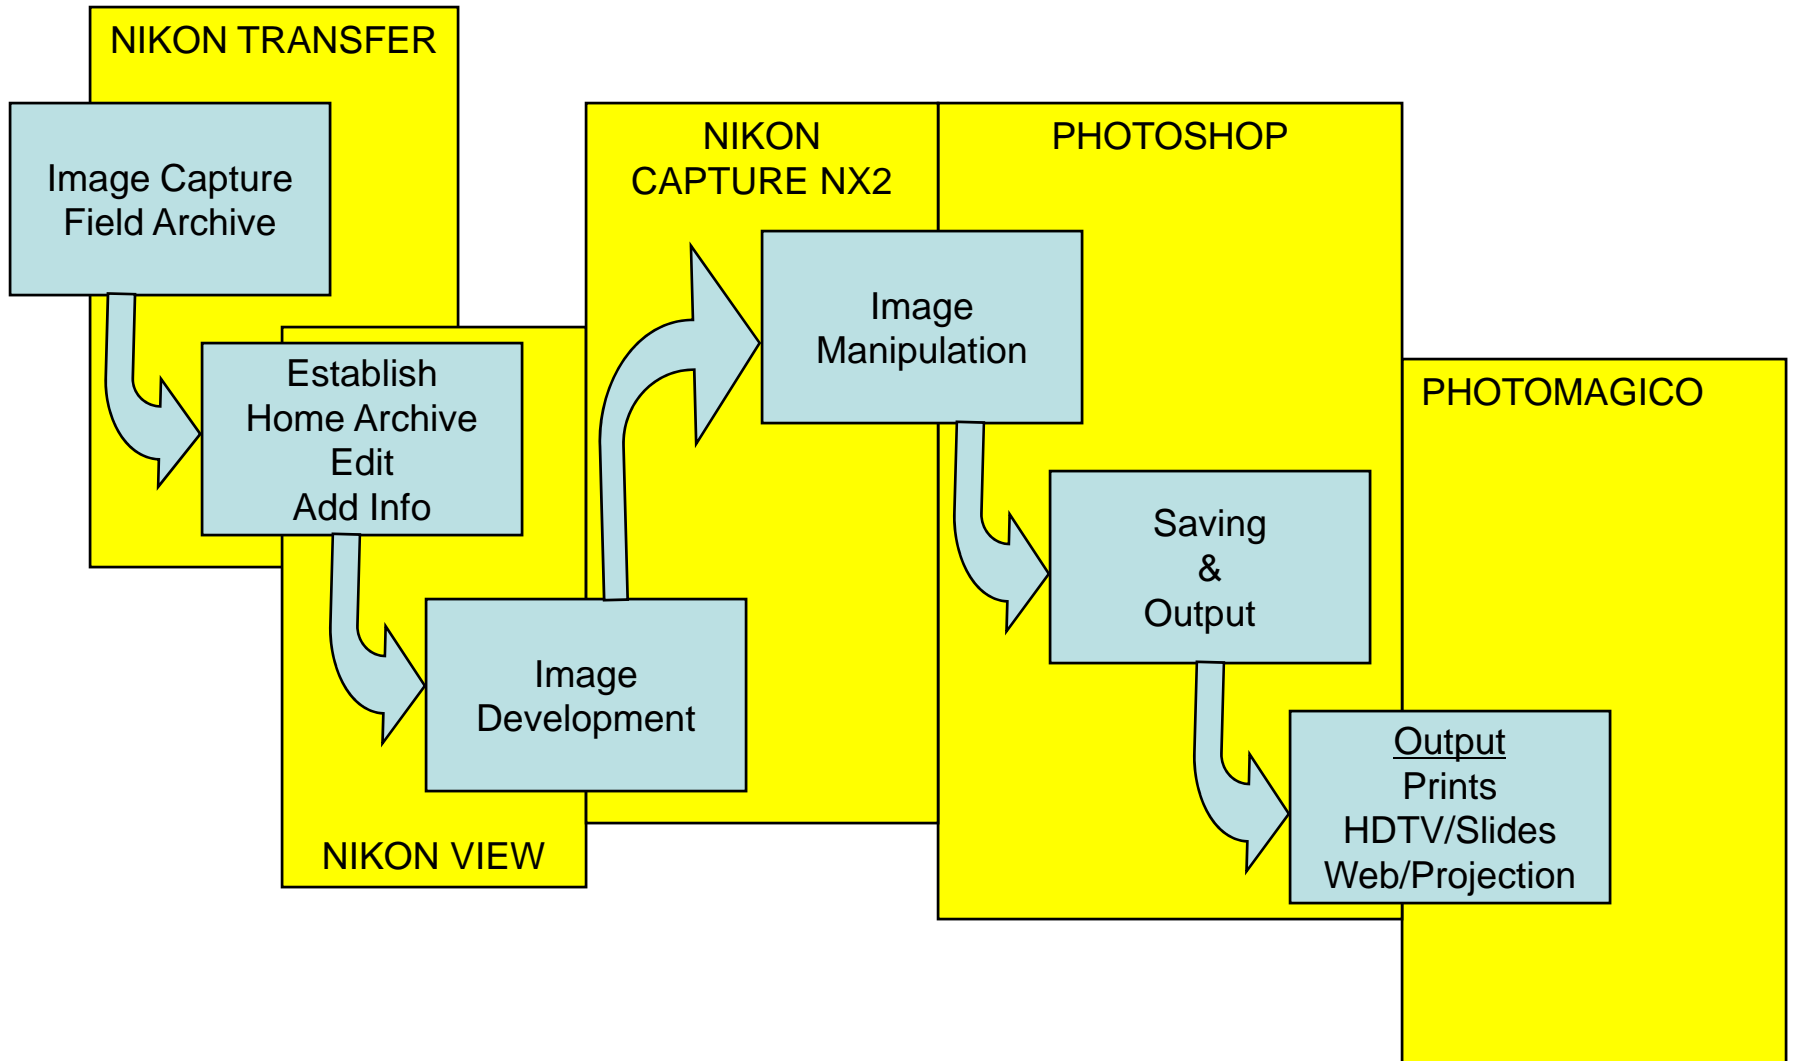 NIKON TRANSFER
Image Capture
Field Archive
Establish
Home Archive
Edit
Add Info
NIKON VIEW
Image
Development
NIKON
CAPTURE NX2
Image
Manipulation
PHOTOSHOP
Saving
&
Output
PHOTOMAGICO
Output
Prints
HDTV/Slides
Web/Projection